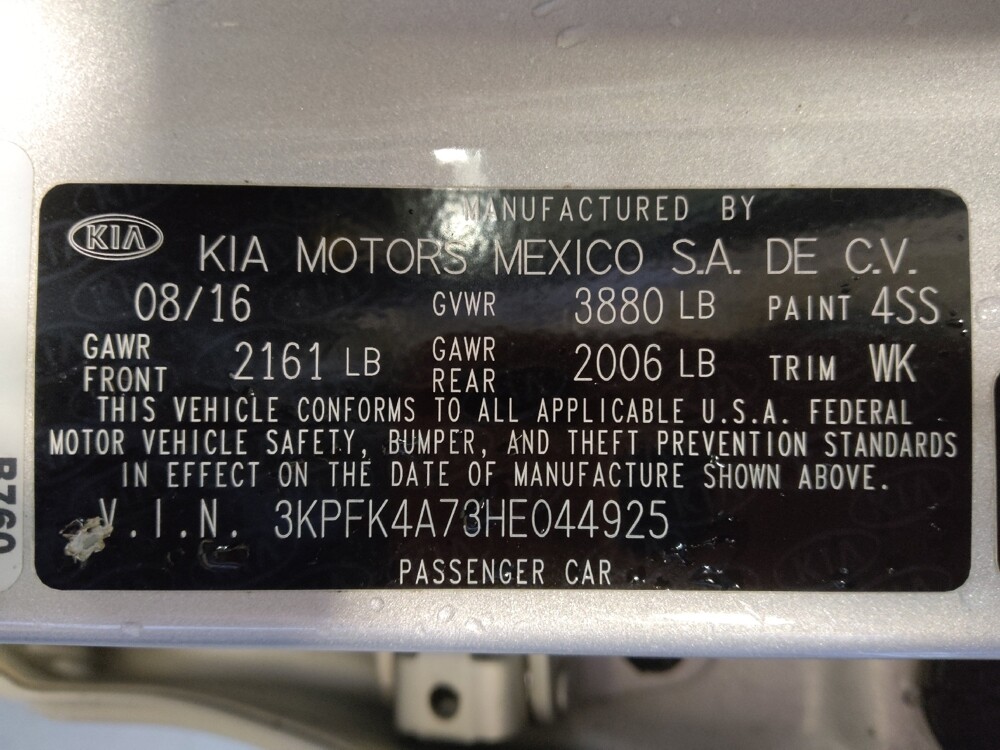 MANUFACTURED BY
KIA
KIA MOTORS MEXICO S.A. DE C.V.
08/16 GVWR 3880 LB PAINT 4SS
GAWR FRONT 2161 LB GAWR REAR 2006 LB TRIM WK
THIS VEHICLE CONFORMS TO ALL APPLICABLE U.S.A. FEDERAL
MOTOR VEHICLE SAFETY, BUMPER, AND THEFT PREVENTION STANDARDS
IN EFFECT ON THE DATE OF MANUFACTURE SHOWN ABOVE.
V.I.N. 3KPFK4A73HE044925
PASSENGER CAR